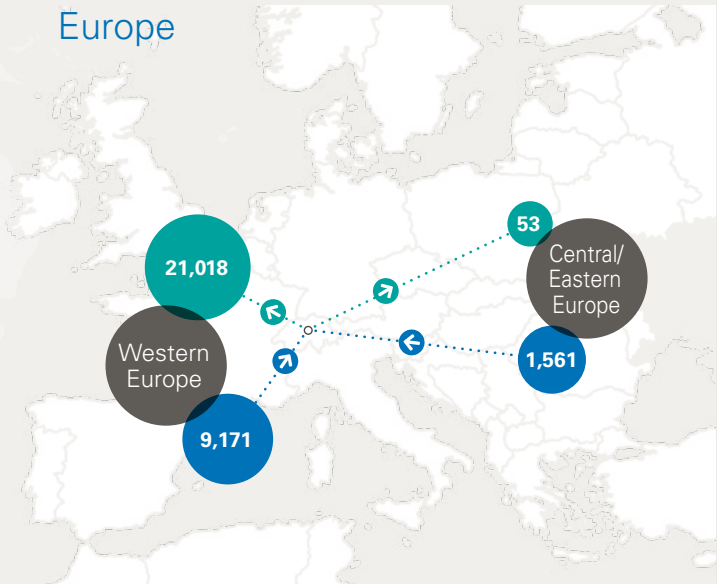 Europe
53
Central/
Eastern
Europe
21,018
Western
Europe
1,561
9,171